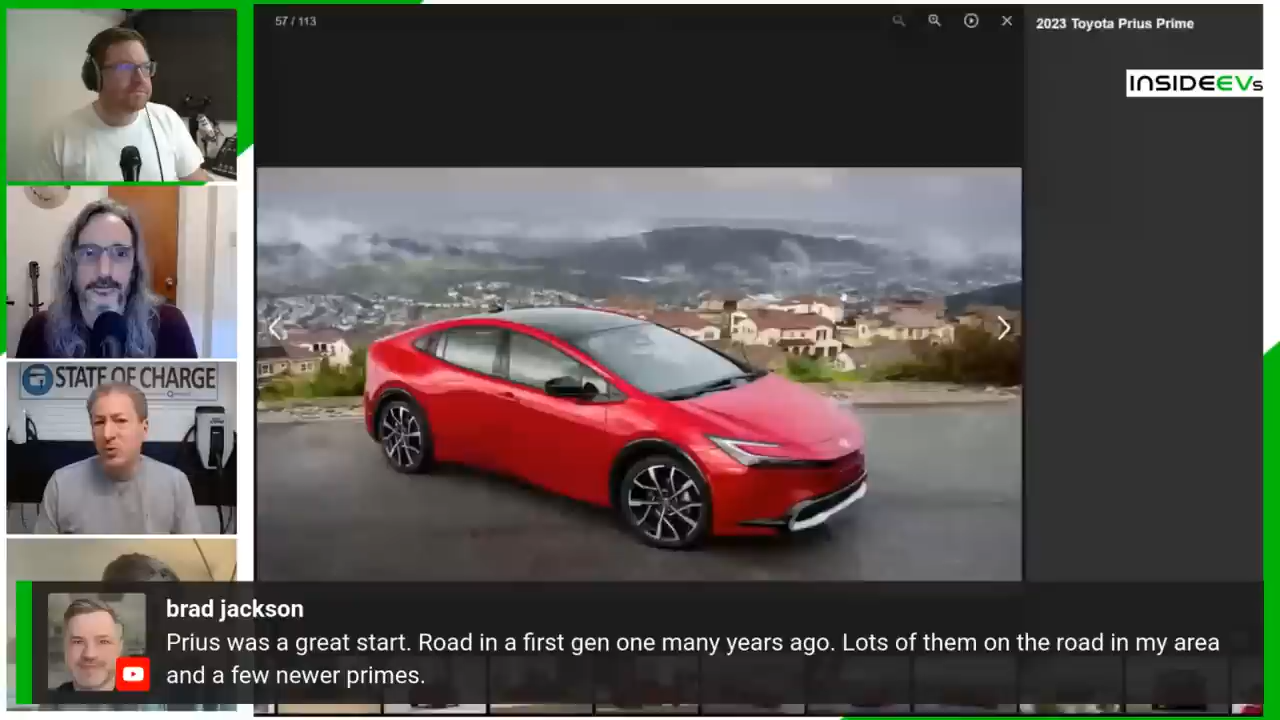 57 / 113
2023 Toyota Prius Prime
INSIDEEVs
STATE OF CHARGE
brad jackson
Prius was a great start. Road in a first gen one many years ago. Lots of them on the road in my area
and a few newer primes.